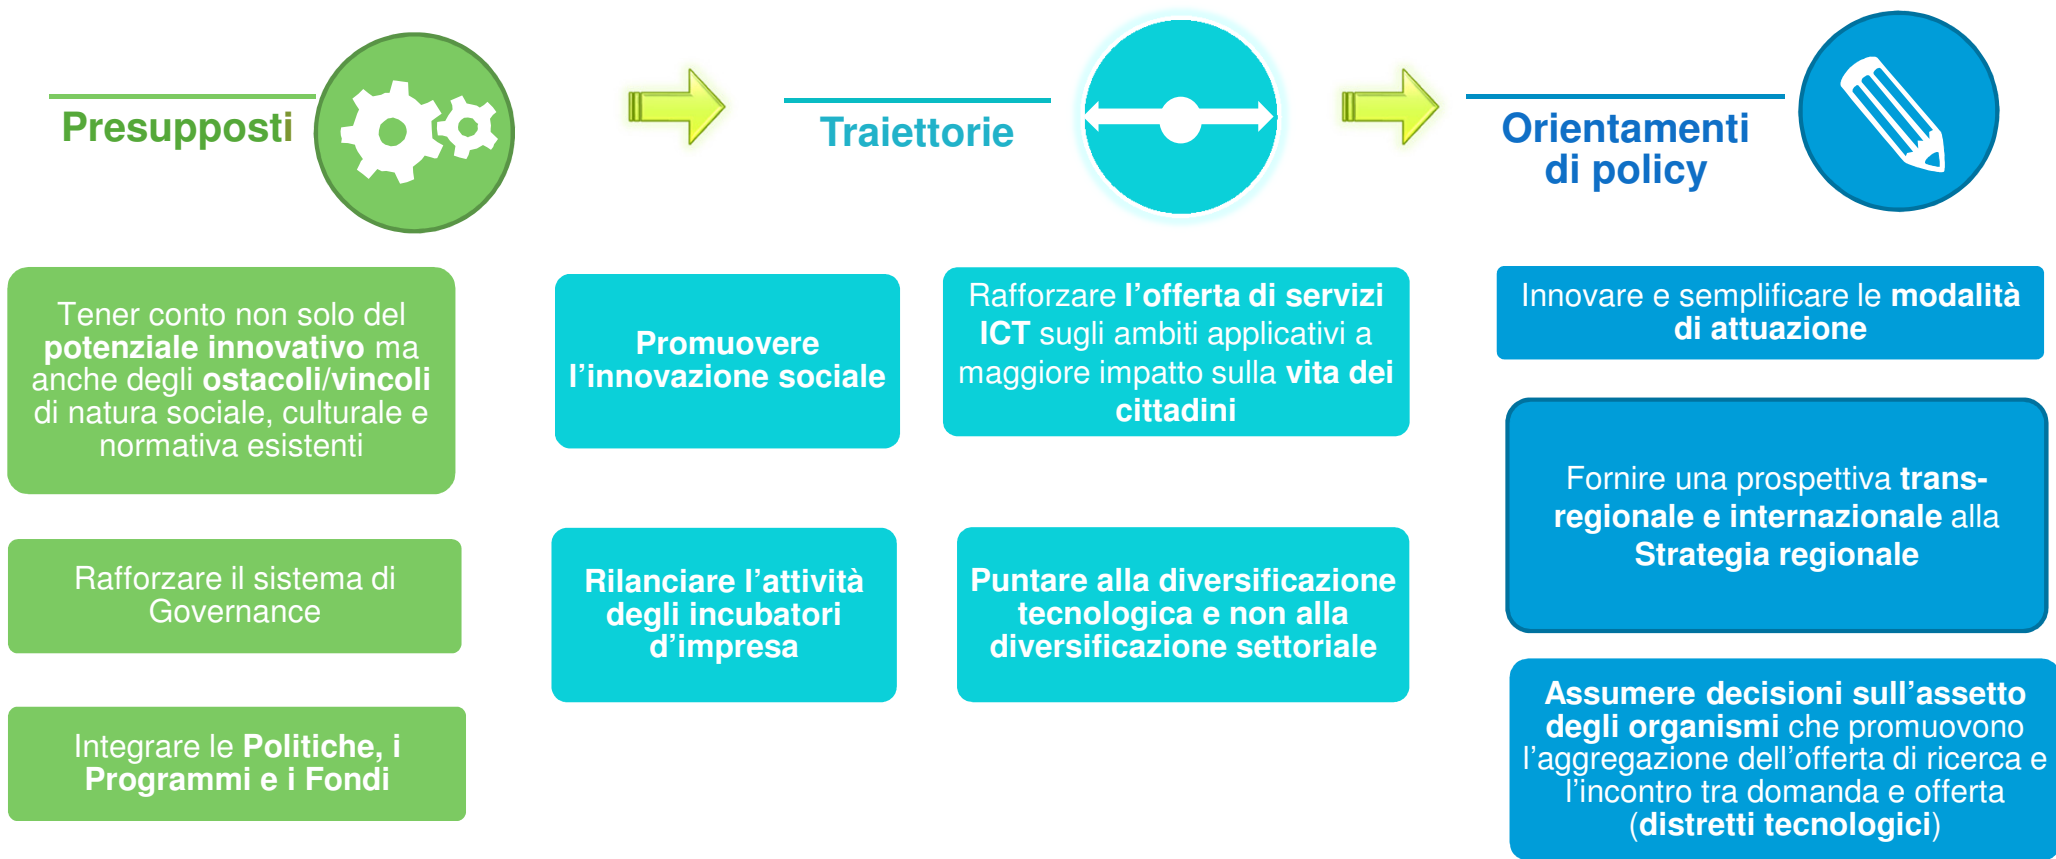 Presupposti
Tener conto non solo del
potenziale innovativo ma
anche degli ostacoli/vincoli
di natura sociale, culturale e
normativa esistenti
Rafforzare il sistema di
Governance
Integrare le Politiche, i
Programmi e i Fondi
Traiettorie
Promuovere
l’innovazione sociale
Rafforzare l’offerta di servizi
ICT sugli ambiti applicativi a
maggiore impatto sulla vita dei
cittadini
Rilanciare l’attività
degli incubatori
d’impresa
Puntare alla diversificazione
tecnologica e non alla
diversificazione settoriale
Orientamenti
di policy
Innovare e semplificare le modalità
di attuazione
Fornire una prospettiva trans-
regionale e internazionale alla
Strategia regionale
Assumere decisioni sull’assetto
degli organismi che promuovono
l’aggregazione dell’offerta di ricerca e
l’incontro tra domanda e offerta
(distretti tecnologici)